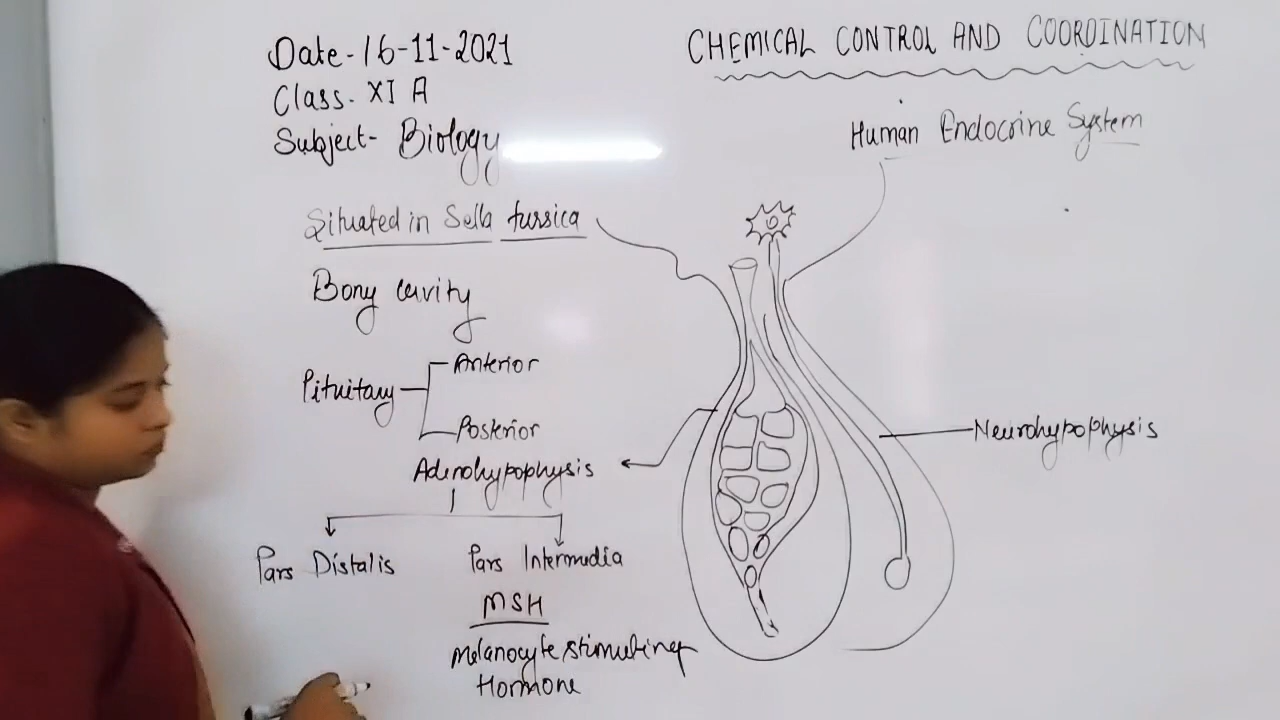 Date-16-11-2021
Class- XI A
Subject- Biology
CHEMICAL CONTROL AND COORDINATION
Human Endocrine System
Situated in Sella tursica
Bony cavity
Pituitary
Anterior
Posterior
Adenohypophysis
Neurohypophysis
Pars Distalis
Pars Intermedia
MSH
Melanocyte stimulating
Hormone